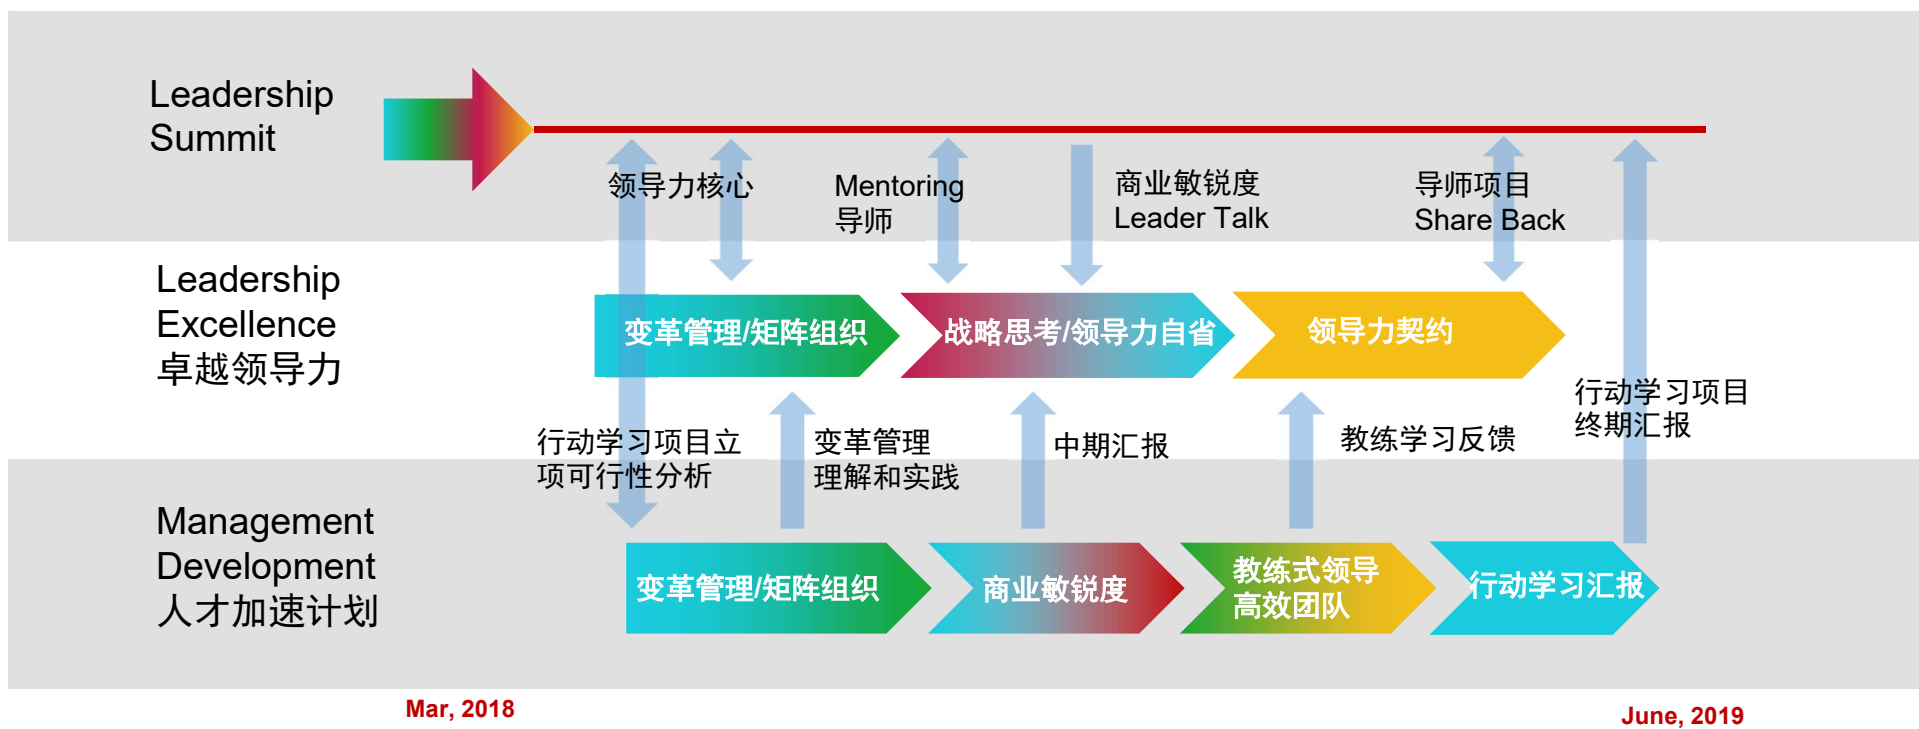 Leadership
Summit
领导力核心
Mentoring
导师
商业敏锐度
Leader Talk
导师项目
Share Back
Leadership
Excellence
卓越领导力
变革管理/矩阵组织
战略思考/领导力自省
领导力契约
行动学习项目立
项可行性分析
变革管理
理解和实践
中期汇报
教练学习反馈
行动学习项目
终期汇报
Management
Development
人才加速计划
变革管理/矩阵组织
商业敏锐度
教练式领导
高效团队
行动学习汇报
Mar, 2018
June, 2019